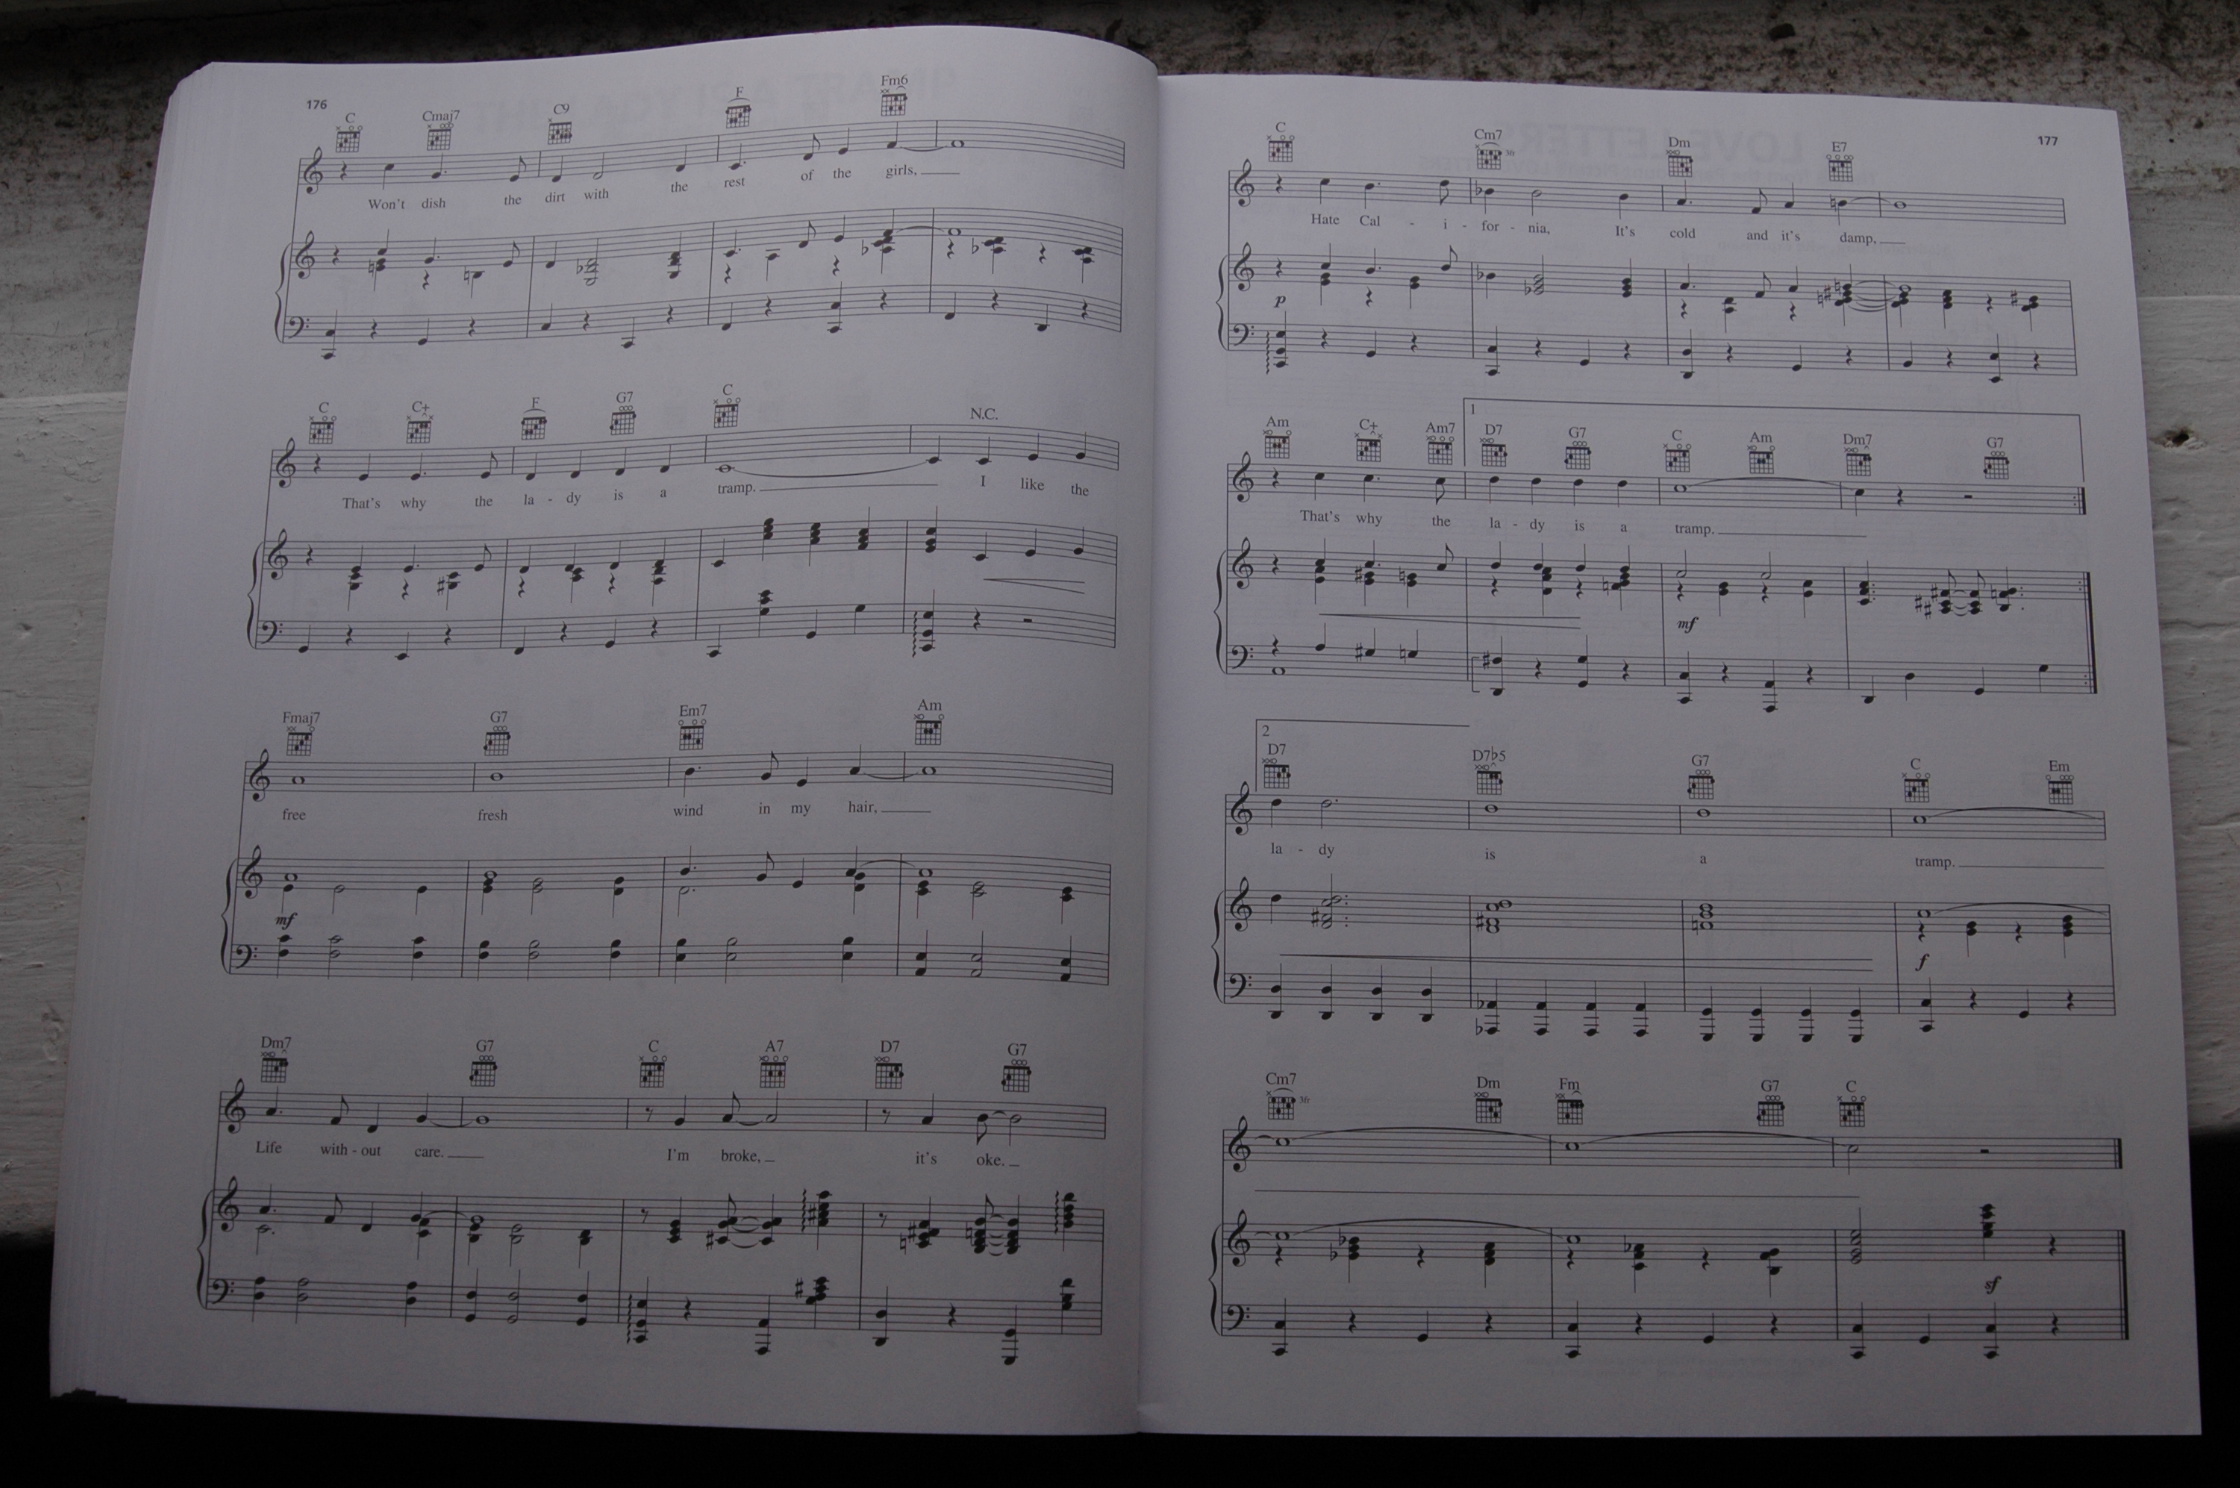 176
C Cmaj7 C9 F Fm6
Won't dish the dirt with the rest of the girls,
C C+ F G7 C N.C.
That's why the la - dy is a tramp. I like the
Fmaj7 G7 Em7 Am
free fresh wind in my hair,
mf
Dm7 G7 C A7 D7 G7
Life with - out care. I'm broke, it's oke.
177
C Cm7 3fr Dm E7
Hate Cal - i - for - nia, It's cold and it's damp.
p
1
Am C+ Am7 D7 G7 C Am Dm7 G7
That's why the la - dy is a tramp.
mf
2
D7 D7♭5 G7 C Em
la - dy is a tramp.
f
Cm7 3fr Dm Fm G7 C
sf